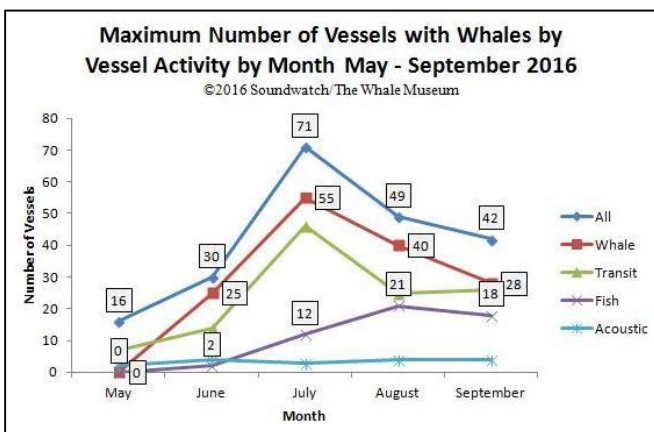 Maximum Number of Vessels with Whales by
Vessel Activity by Month May - September 2016
©2016 Soundwatch/The Whale Museum
Number of Vessels
80
70
60
50
40
30
20
10
0
16
30
71
49
42
0
25
55
40
28
0
2
12
21
18
May
June
July
August
September
Month
All
Whale
Transit
Fish
Acoustic